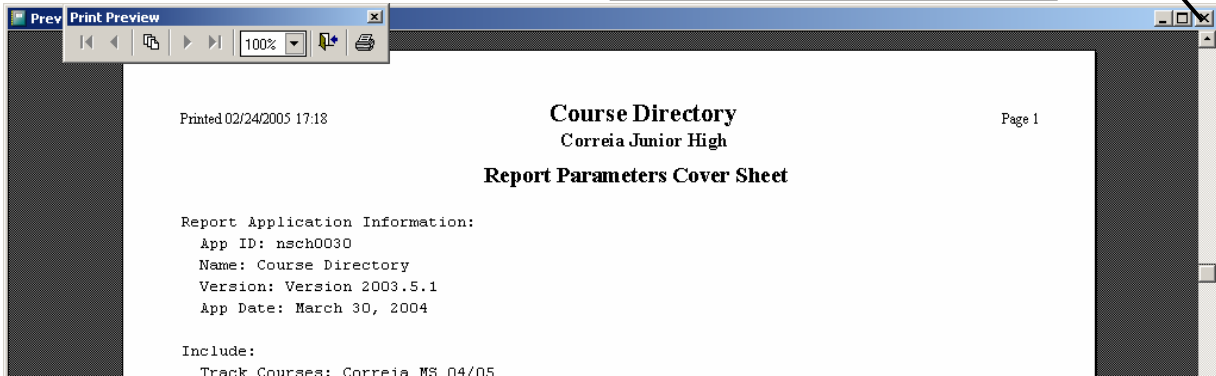 Prev
Print Preview
100%
Printed 02/24/2005 17:18
Course Directory
Page 1
Correia Junior High
Report Parameters Cover Sheet
Report Application Information:
App ID: nsch0030
Name: Course Directory
Version: Version 2003.5.1
App Date: March 30, 2004
Include:
Track Courses: Correia MS 04/05